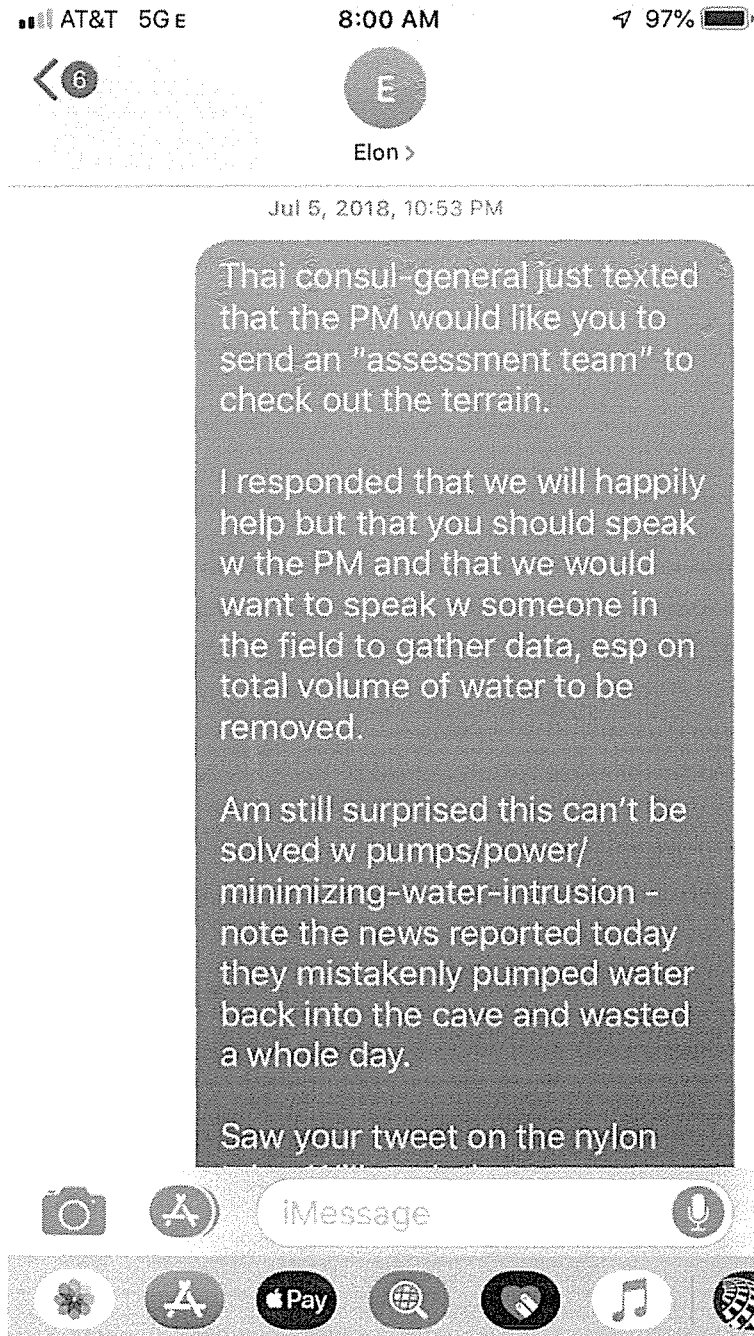 AT&T 5G E 8:00 AM 97%
6
E
Elon >
Jul 5, 2018, 10:53 PM
Thai consul-general just texted
that the PM would like you to
send an "assessment team" to
check out the terrain.
I responded that we will happily
help but that you should speak
w the PM and that we would
want to speak w someone in
the field to gather data, esp on
total volume of water to be
removed.
Am still surprised this can't be
solved w pumps/power/
minimizing-water-intrusion -
note the news reported today
they mistakenly pumped water
back into the cave and wasted
a whole day.
Saw your tweet on the nylon
iMessage
Pay